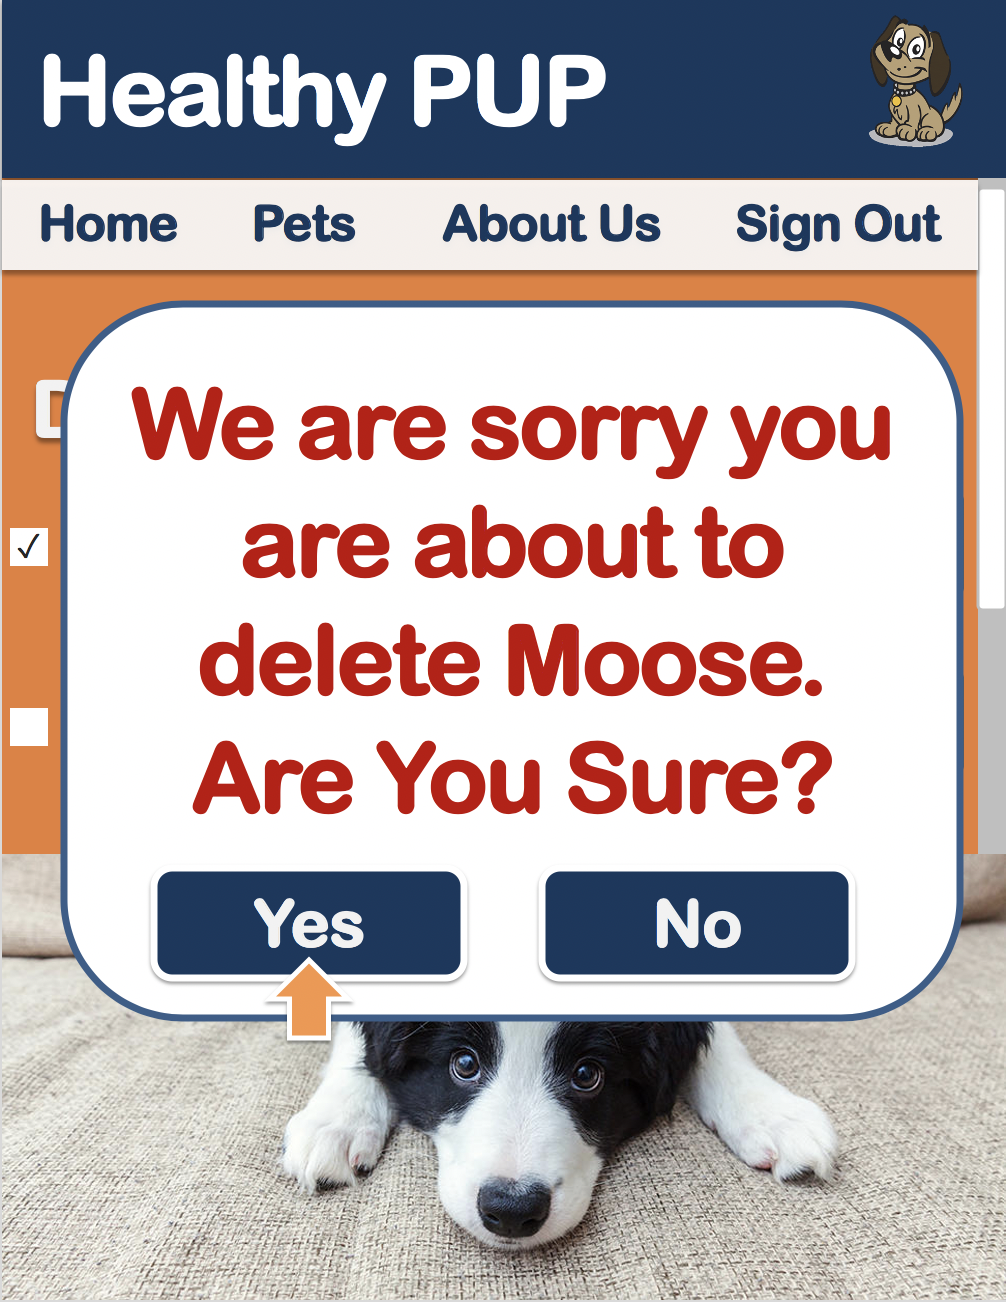 Healthy PUP
Home Pets About Us Sign Out
We are sorry you
are about to
delete Moose.
Are You Sure?
Yes No